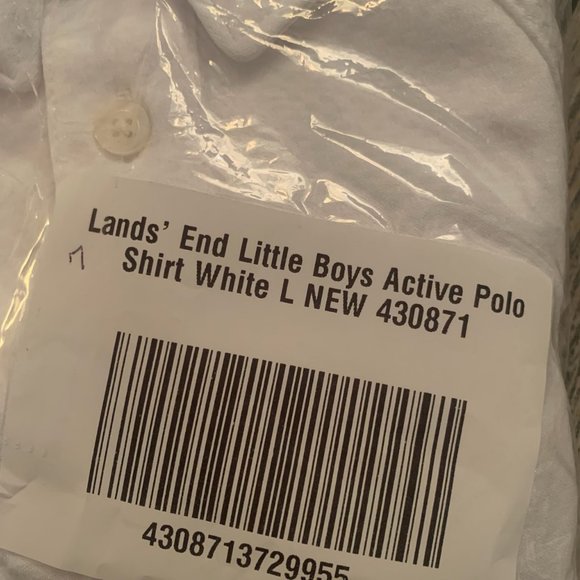 Lands' End Little Boys Active Polo
Shirt White L NEW 430871
4308713729955